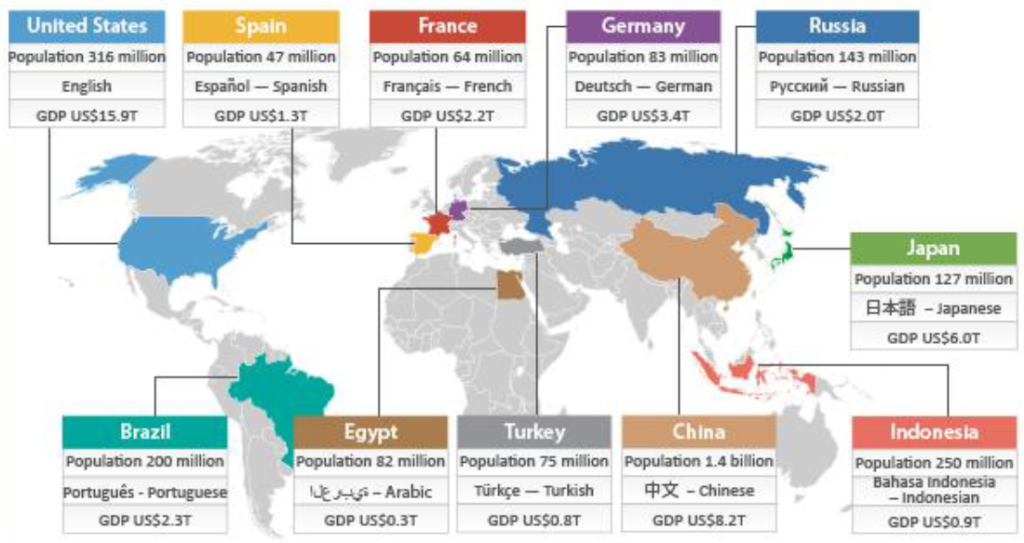 United States
Population 316 million
English
GDP US$15.9T
Spain
Population 47 million
Español — Spanish
GDP US$1.3T
France
Population 64 million
Français — French
GDP US$2.2T
Germany
Population 83 million
Deutsch — German
GDP US$3.4T
Russia
Population 143 million
Русский — Russian
GDP US$2.0T
Japan
Population 127 million
日本語 – Japanese
GDP US$6.0T
Brazil
Population 200 million
Português - Portuguese
GDP US$2.3T
Egypt
Population 82 million
العربية – Arabic
GDP US$0.3T
Turkey
Population 75 million
Türkçe — Turkish
GDP US$0.8T
China
Population 1.4 billion
中文 – Chinese
GDP US$8.2T
Indonesia
Population 250 million
Bahasa Indonesia
– Indonesian
GDP US$0.9T